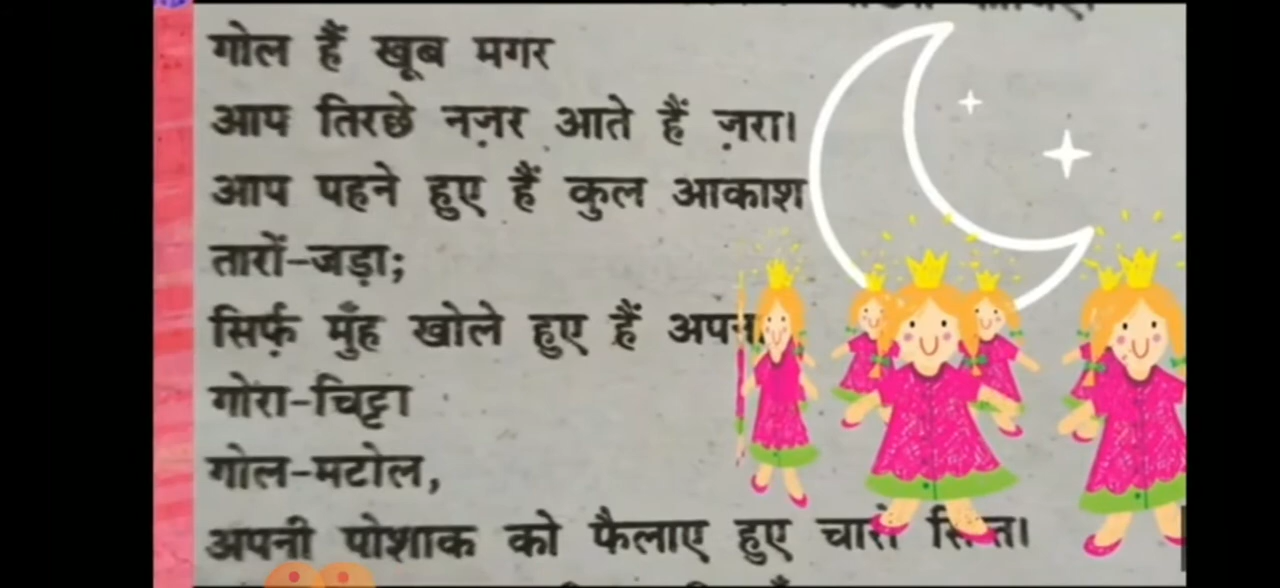 गोल हैं खूब मगर
आप तिरछे नज़र आते हैं ज़रा।
आप पहने हुए हैं कुल आकाश
तारों-जड़ा;
सिर्फ़ मुँह खोले हुए हैं
गोरा-चिट्टा
गोल-मटोल,
अपनी पोशाक को फैलाए हुए चारों